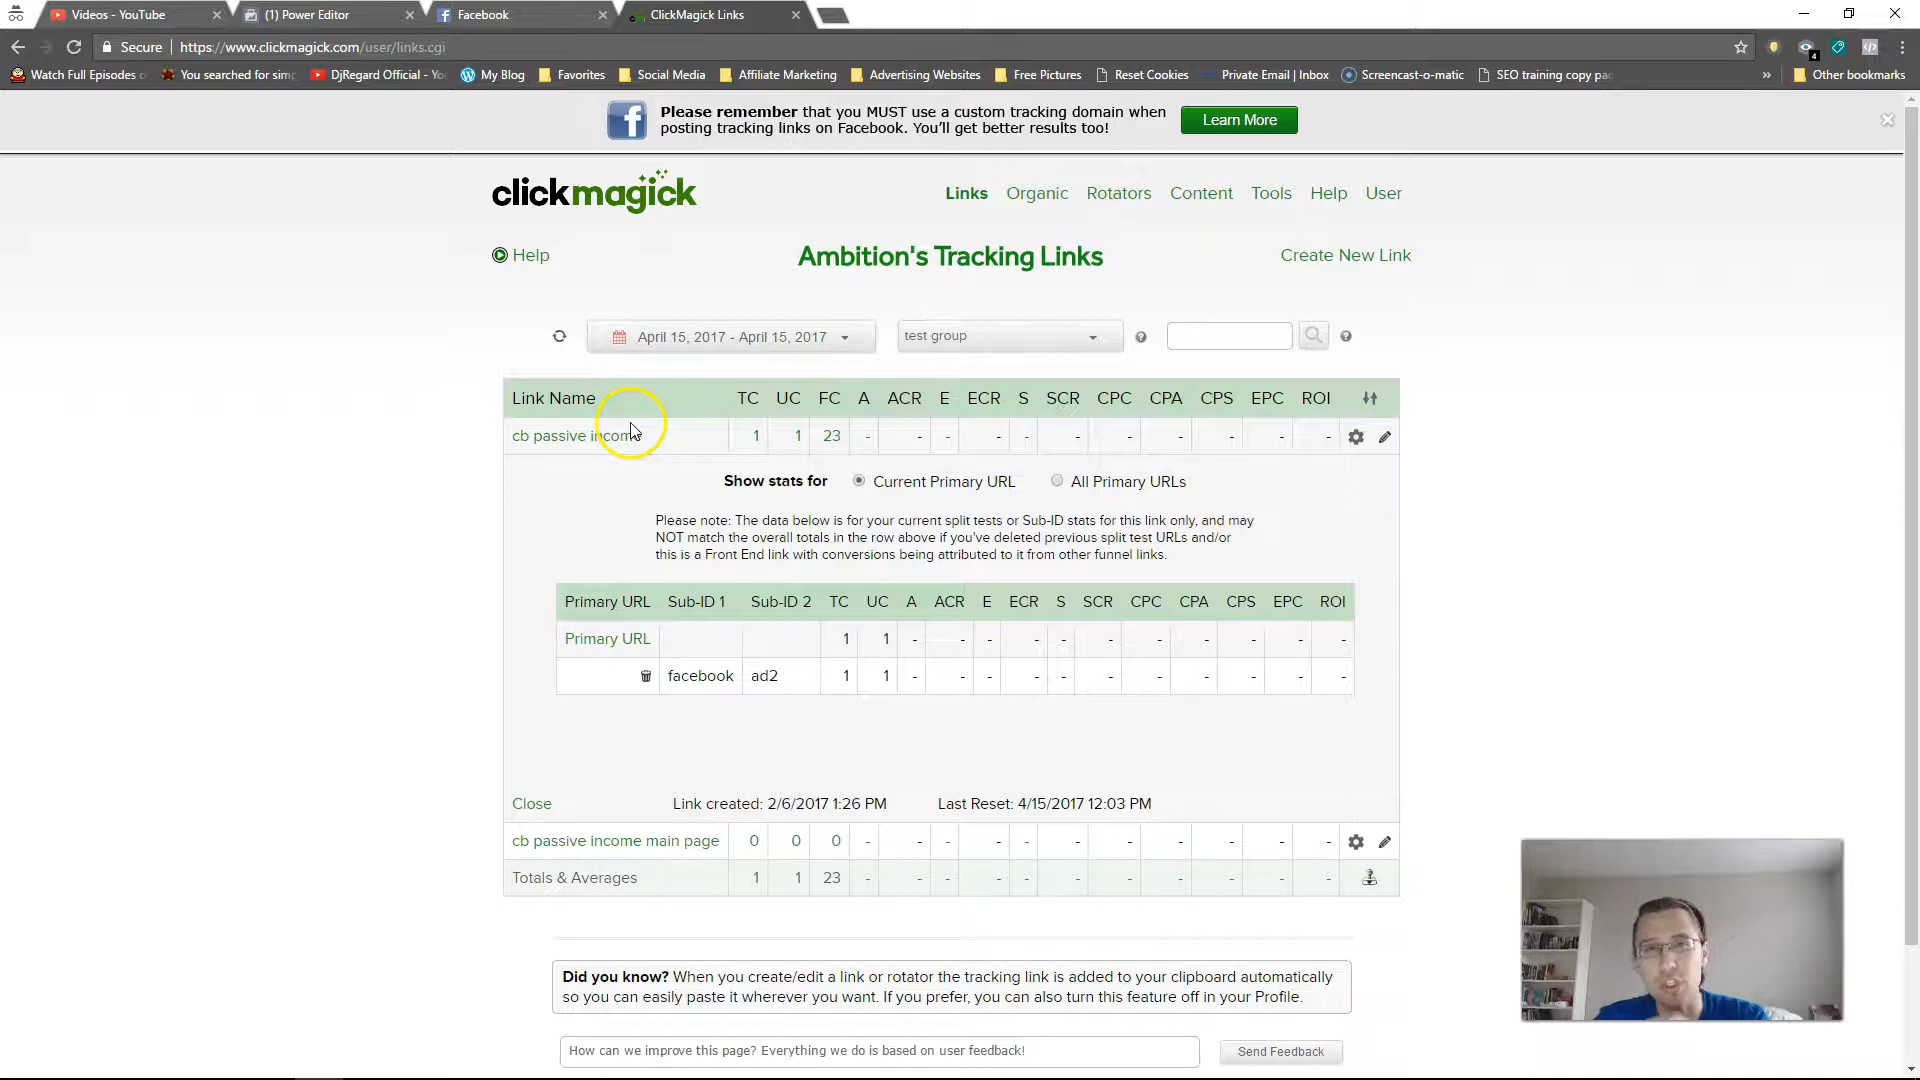 Videos - YouTube
(1) Power Editor
Facebook
ClickMagick Links
Secure
https://www.clickmagick.com/user/links.cgi
Watch Full Episodes
You searched for sim
DjRegard Official - Yo
My Blog
Favorites
Social Media
Affiliate Marketing
Advertising Websites
Free Pictures
Reset Cookies
Private Email | Inbox
Screencast-o-matic
SEO training copy pa
»
Other bookmarks
Please remember that you MUST use a custom tracking domain when
posting tracking links on Facebook. You'll get better results too!
Learn More
clickmagick
Links Organic Rotators Content Tools Help User
Help
Ambition's Tracking Links
Create New Link
April 15, 2017 - April 15, 2017
test group
Link Name TC UC FC A ACR E ECR S SCR CPC CPA CPS EPC ROI
cb passive income 1 1 23 - - - - - - - - - - -
Show stats for Current Primary URL All Primary URLs
Please note: The data below is for your current split tests or Sub-ID stats for this link only, and may
NOT match the overall totals in the row above if you've deleted previous split test URLs and/or
this is a Front End link with conversions being attributed to it from other funnel links.
Primary URL Sub-ID 1 Sub-ID 2 TC UC A ACR E ECR S SCR CPC CPA CPS EPC ROI
Primary URL 1 1 - - - - - - - - - - -
facebook ad2 1 1 - - - - - - - - - - -
Close Link created: 2/6/2017 1:26 PM Last Reset: 4/15/2017 12:03 PM
cb passive income main page 0 0 0 - - - - - - - - - - -
Totals & Averages 1 1 23 - - - - - - - - - - -
Did you know? When you create/edit a link or rotator the tracking link is added to your clipboard automatically
so you can easily paste it wherever you want. If you prefer, you can also turn this feature off in your Profile.
How can we improve this page? Everything we do is based on user feedback!
Send Feedback